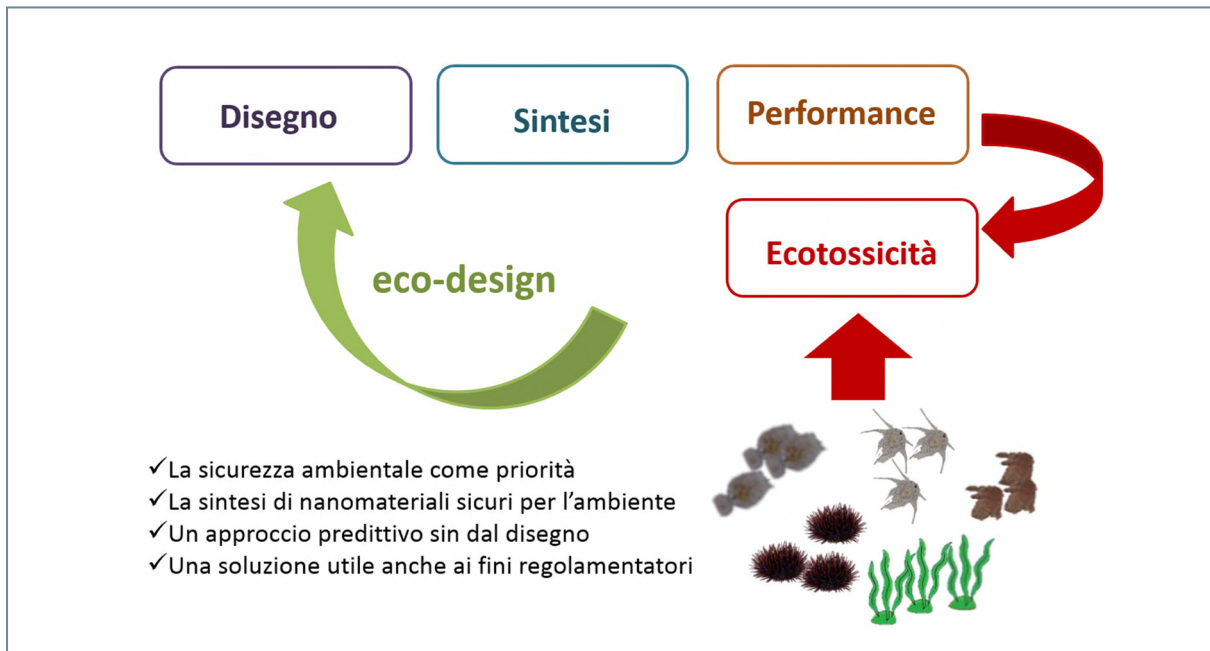 Disegno
Sintesi
Performance
Ecotossicità
eco-design
✓La sicurezza ambientale come priorità
✓La sintesi di nanomateriali sicuri per l’ambiente
✓Un approccio predittivo sin dal disegno
✓Una soluzione utile anche ai fini regolamentatori